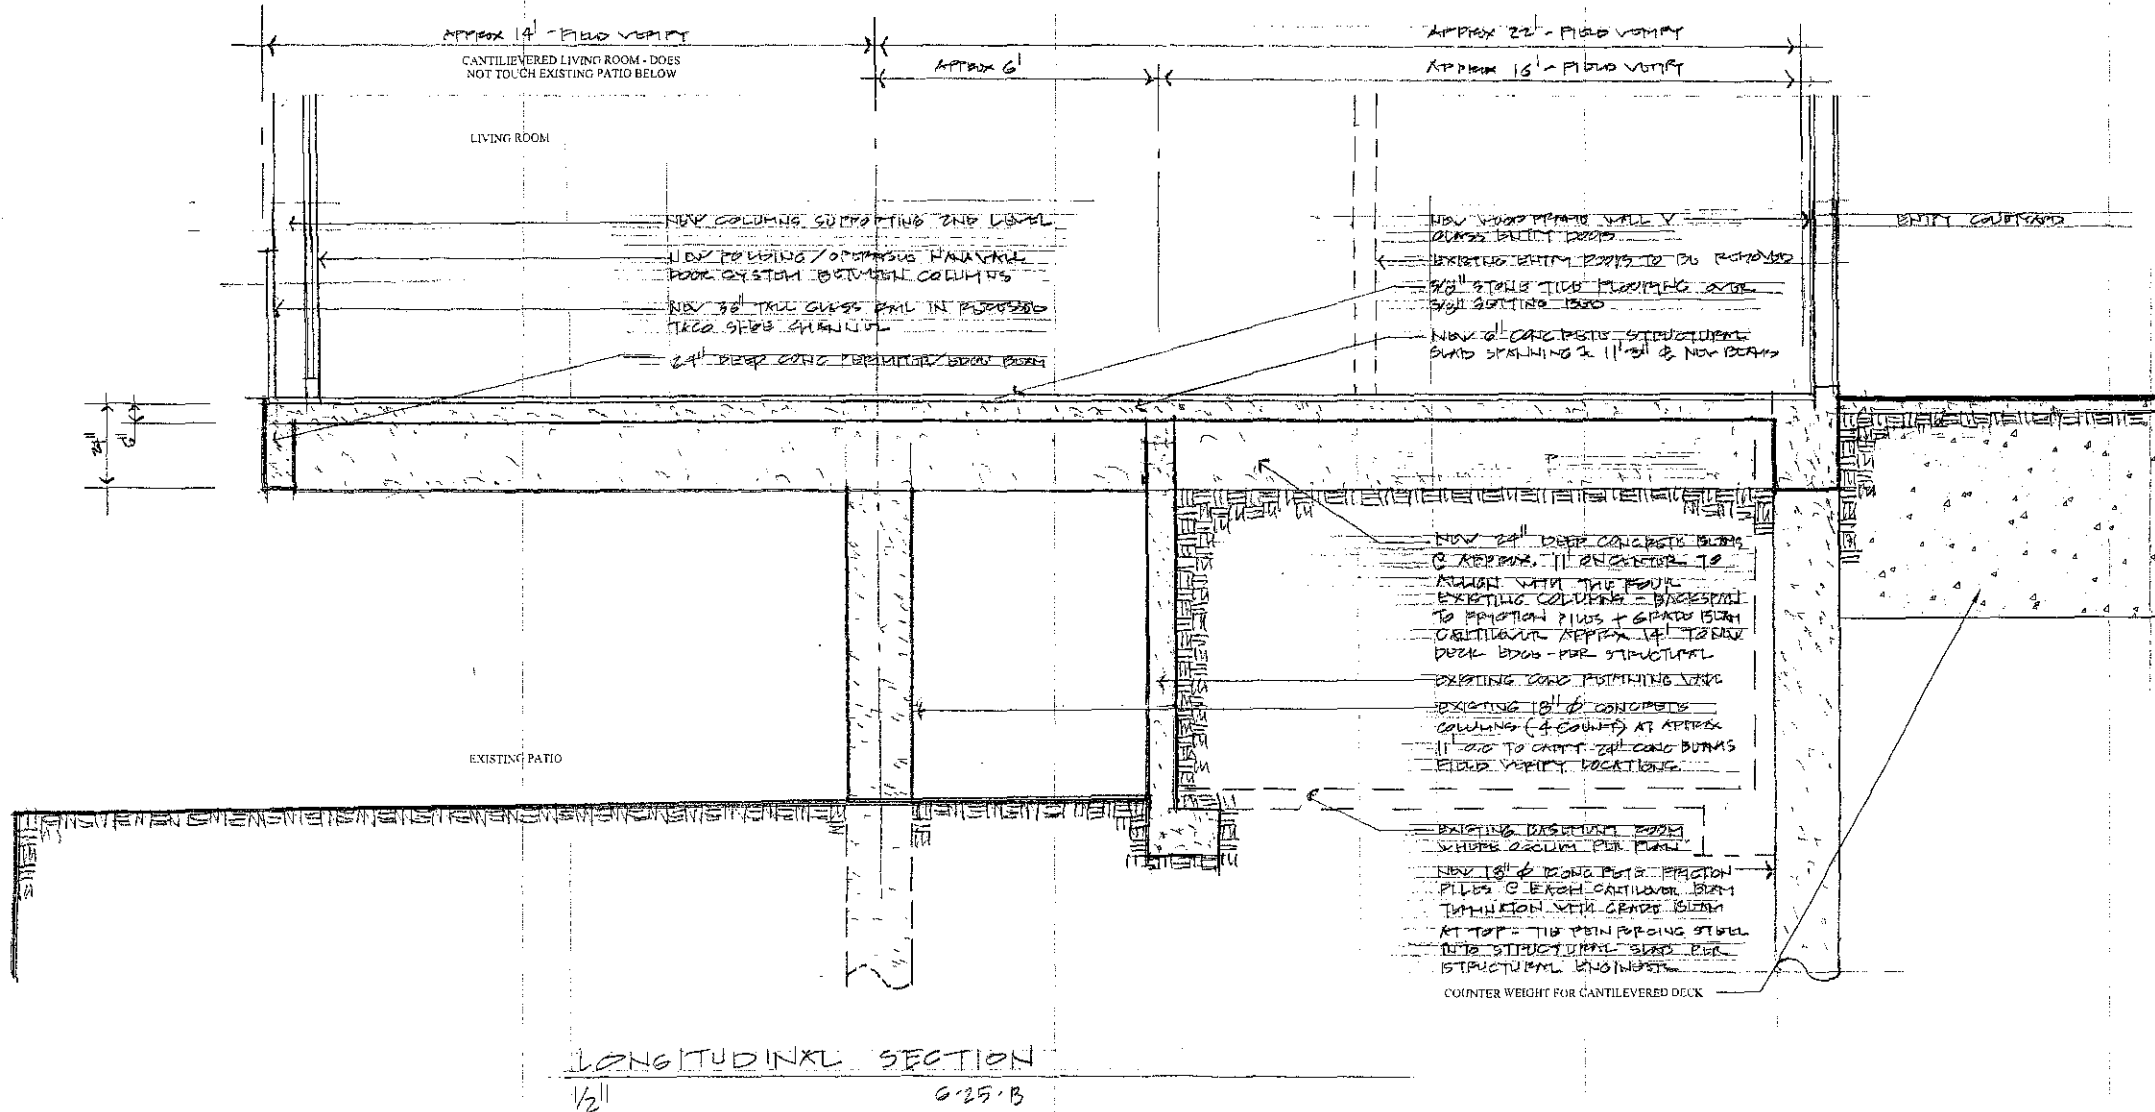 APPROX 14' - FIELD VERIFY
CANTILIEVERED LIVING ROOM - DOES
NOT TOUCH EXISTING PATIO BELOW
APPROX 6'
APPROX 22' - FIELD VERIFY
APPROX 16' - FIELD VERIFY
LIVING ROOM
NEW COLUMNS SUPPORTING 2ND LEVEL
NEW FOLDING/OPERABLE NANAWALL
DOOR SYSTEM BETWEEN COLUMNS
NEW 36" TALL GLASS RAIL IN RECESSED
TACO SHOE CHANNEL
24" DEEP CONC PERIMETER/EDGE BEAM
NEW WOOD FRAME WALL W
GLASS ENTRY DOORS
ENTRY COURTYARD
EXISTING ENTRY DOORS TO BE REMOVED
5/8" STONE TILE FLOORING OVER
5/8" SETTING BED
NEW 6" CONCRETE STRUCTURAL
SLAB SPANNING ± 11'-3" @ NEW BEAMS
24"
6"
NEW 24" DEEP CONCRETE BEAMS
@ APPROX. 11' ON CENTER TO
ALLIGN WITH THE FOUR
EXISTING COLUMNS - BACKSPAN
TO FRICTION PILES + GRADE BEAM
CANTILEVER APPRX 14' TO NEW
DECK EDGE - PER STRUCTURAL
EXISTING CONC RETAINING WALL
EXISTING 18" Ø CONCRETE
COLUMNS (4 COUNT) AT APPRX
11' O.C TO CAPT 24" CONC BEAMS
FIELD VERIFY LOCATIONS
EXISTING PATIO
EXISTING BASEMENT ROOM
WHERE OCCURS PER PLAN
NEW 18" Ø CONCRETE FRICTION
PILES @ EACH CANTILEVER BEAM
TERMINATION WITH GRADE BEAM
AT TOP - TIE REINFORCING STEEL
INTO STRUCTURAL SLAB PER
STRUCTURAL ENGINEER
COUNTER WEIGHT FOR CANTILEVERED DECK
LONGITUDINAL SECTION
1/2" 6-25-13